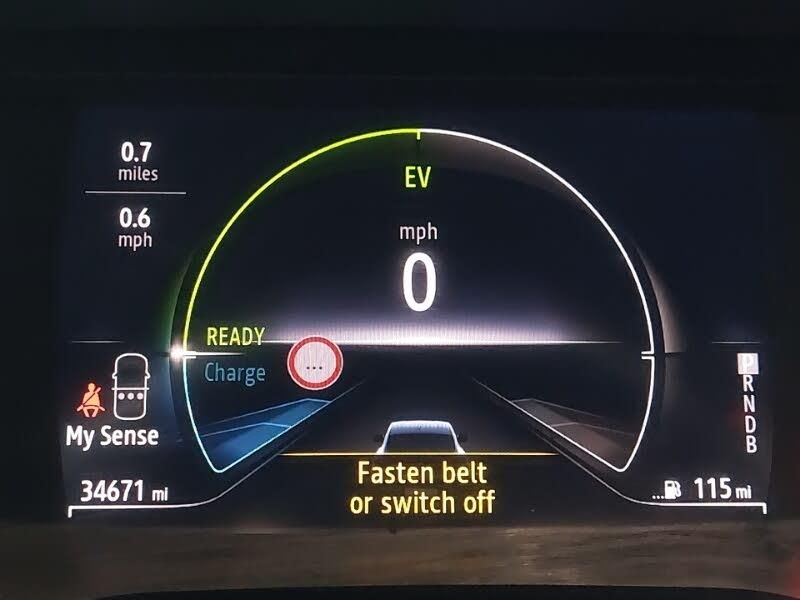 0.7
miles
0.6
mph
EV
mph
0
READY
Charge
...
My Sense
34671 mi
Fasten belt
or switch off
P
R
N
D
B
...115 mi